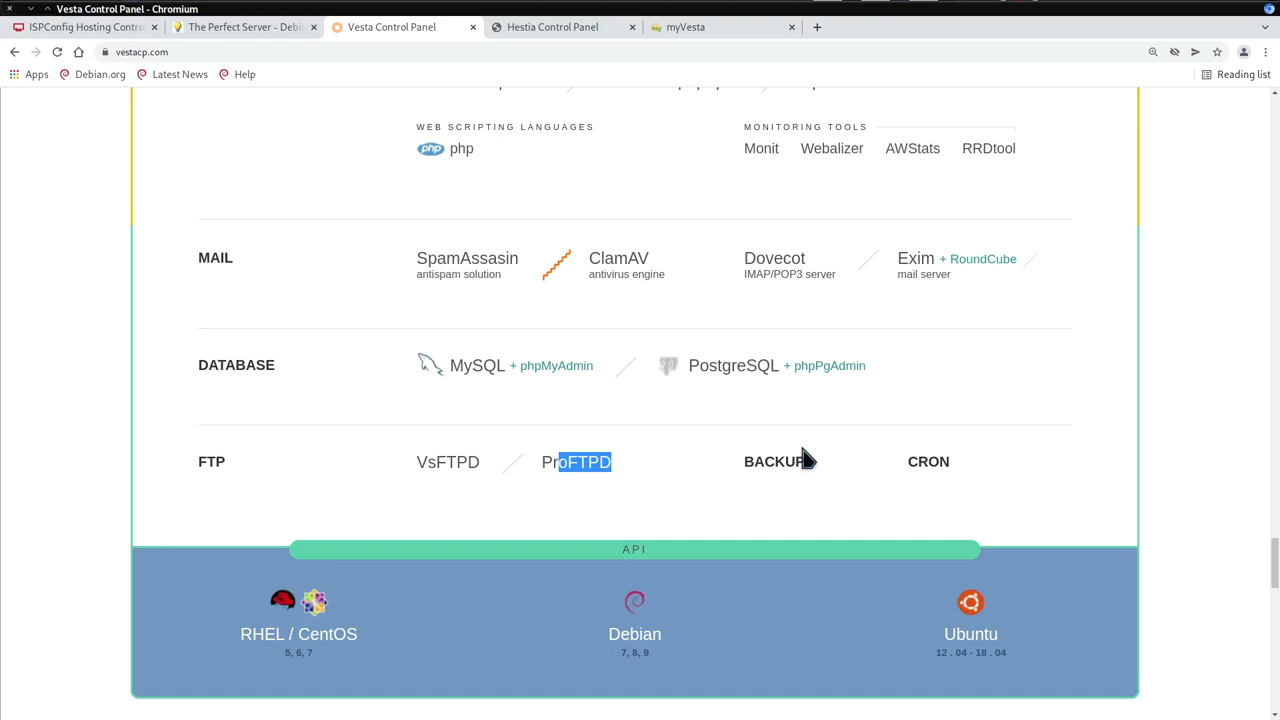 Vesta Control Panel - Chromium
ISPConfig Hosting Contro
The Perfect Server - Debi
Vesta Control Panel
Hestia Control Panel
myVesta
vestacp.com
Apps
Debian.org
Latest News
Help
Reading list
WEB SCRIPTING LANGUAGES
MONITORING TOOLS
php php
Monit Webalizer AWStats RRDtool
MAIL
SpamAssasin
antispam solution
ClamAV
antivirus engine
Dovecot
IMAP/POP3 server
Exim + RoundCube
mail server
DATABASE
MySQL + phpMyAdmin
PostgreSQL + phpPgAdmin
FTP
VsFTPD
ProFTPD
BACKUP
CRON
API
RHEL / CentOS
5, 6, 7
Debian
7, 8, 9
Ubuntu
12 . 04 - 18 . 04